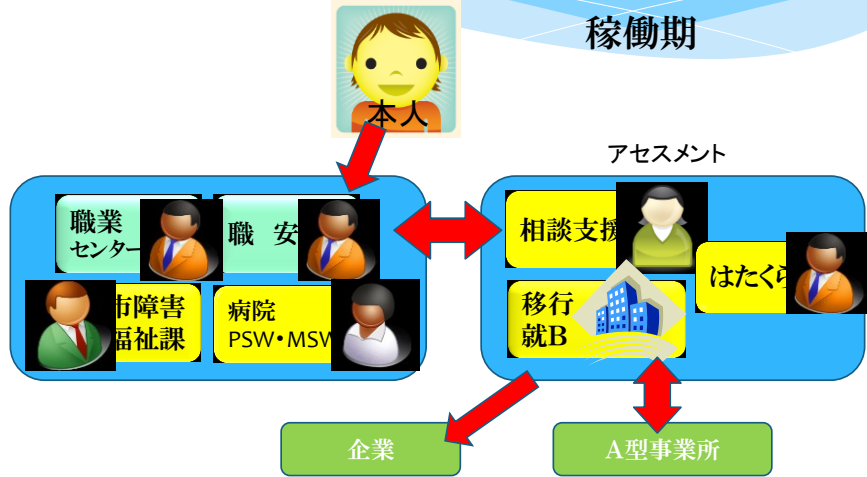 稼働期
本人
アセスメント
職業
センター
職 安
市障害
福祉課
病院
PSW・MSW
相談支援
はたくら
移行
就B
企業
A型事業所